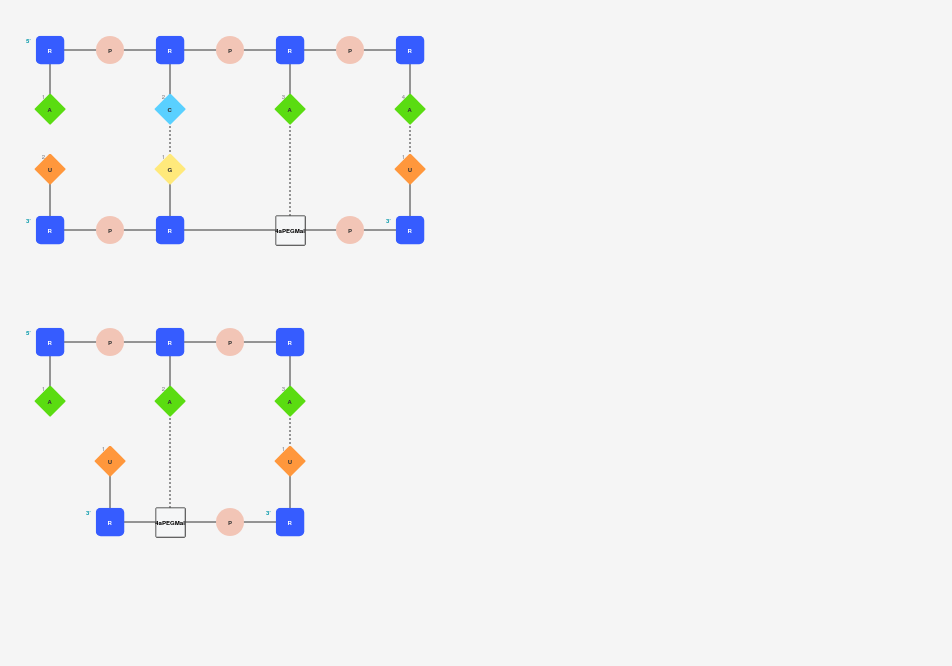 5' R P R P R P R
1 A 2 C 3 A 4 A
2 U 1 G 1 U
3' R P R 4aPEGMal P 3' R
5' R P R P R
1 A 2 A 3 A
1 U 1 U
3' R 4aPEGMal P 3' R